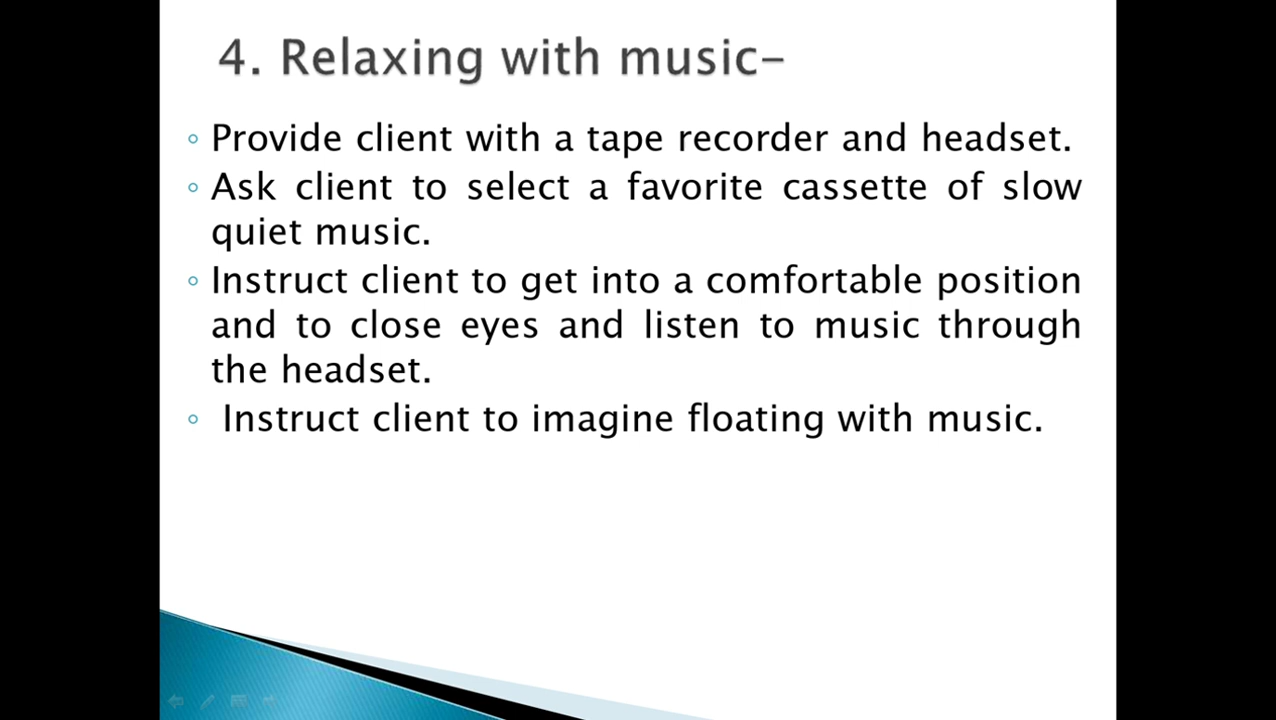 4. Relaxing with music-
◦ Provide client with a tape recorder and headset.
◦ Ask client to select a favorite cassette of slow
quiet music.
◦ Instruct client to get into a comfortable position
and to close eyes and listen to music through
the headset.
◦ Instruct client to imagine floating with music.